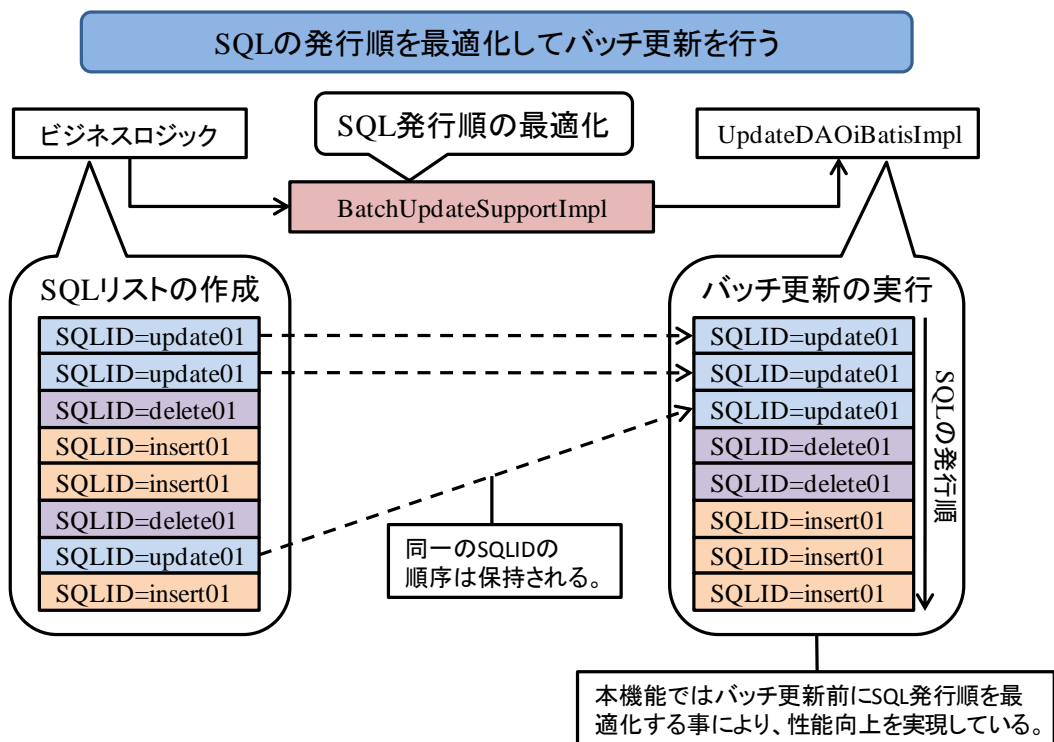 SQLの発行順を最適化してバッチ更新を行う
ビジネスロジック
SQL発行順の最適化
UpdateDAOiBatisImpl
BatchUpdateSupportImpl
SQLリストの作成
SQLID=update01
SQLID=update01
SQLID=delete01
SQLID=insert01
SQLID=insert01
SQLID=delete01
SQLID=update01
SQLID=insert01
同一のSQLIDの
順序は保持される。
バッチ更新の実行
SQLID=update01
SQLID=update01
SQLID=update01
SQLID=delete01
SQLID=delete01
SQLID=insert01
SQLID=insert01
SQLID=insert01
SQLの発行順
本機能ではバッチ更新前にSQL発行順を最
適化する事により、性能向上を実現している。